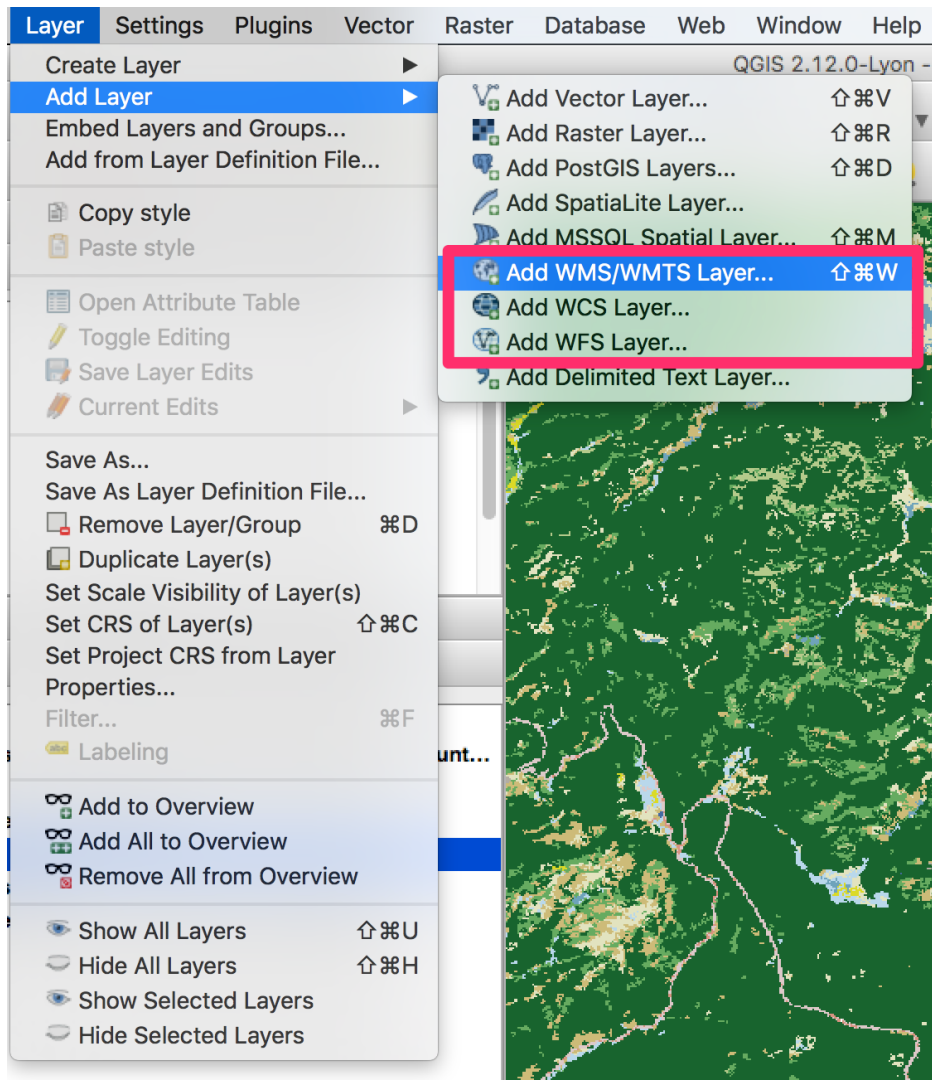 Layer Settings Plugins Vector Raster Database Web Window Help
QGIS 2.12.0-Lyon -
Create Layer
Add Layer
Embed Layers and Groups...
Add from Layer Definition File...
Copy style
Paste style
Open Attribute Table
Toggle Editing
Save Layer Edits
Current Edits
Save As...
Save As Layer Definition File...
Remove Layer/Group ⌘D
Duplicate Layer(s)
Set Scale Visibility of Layer(s)
Set CRS of Layer(s) ⇧⌘C
Set Project CRS from Layer
Properties...
Filter... ⌘F
Labeling
Add to Overview
Add All to Overview
Remove All from Overview
Show All Layers ⇧⌘U
Hide All Layers ⇧⌘H
Show Selected Layers
Hide Selected Layers
Add Vector Layer... ⇧⌘V
Add Raster Layer... ⇧⌘R
Add PostGIS Layers... ⇧⌘D
Add SpatiaLite Layer...
Add MSSQL Spatial Layer... ⇧⌘M
Add WMS/WMTS Layer... ⇧⌘W
Add WCS Layer...
Add WFS Layer...
Add Delimited Text Layer...
unt...